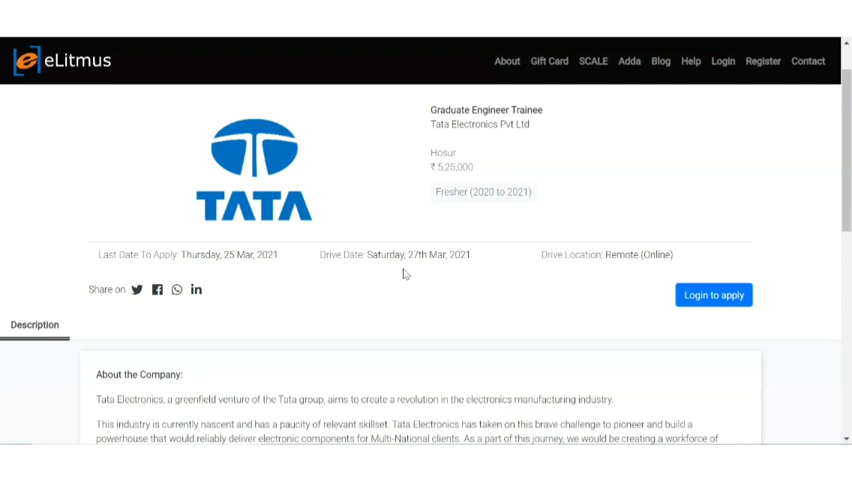 eLitmus
About Gift Card SCALE Adda Blog Help Login Register Contact
TATA
Graduate Engineer Trainee
Tata Electronics Pvt Ltd
Hosur
₹ 5,25,000
Fresher (2020 to 2021)
Last Date To Apply: Thursday, 25 Mar, 2021 Drive Date: Saturday, 27th Mar, 2021 Drive Location: Remote (Online)
Share on
Login to apply
Description
About the Company:
Tata Electronics, a greenfield venture of the Tata group, aims to create a revolution in the electronics manufacturing industry.
This industry is currently nascent and has a paucity of relevant skillset. Tata Electronics has taken on this brave challenge to pioneer and build a
powerhouse that would reliably deliver electronic components for Multi-National clients. As a part of this journey, we would be creating a workforce of